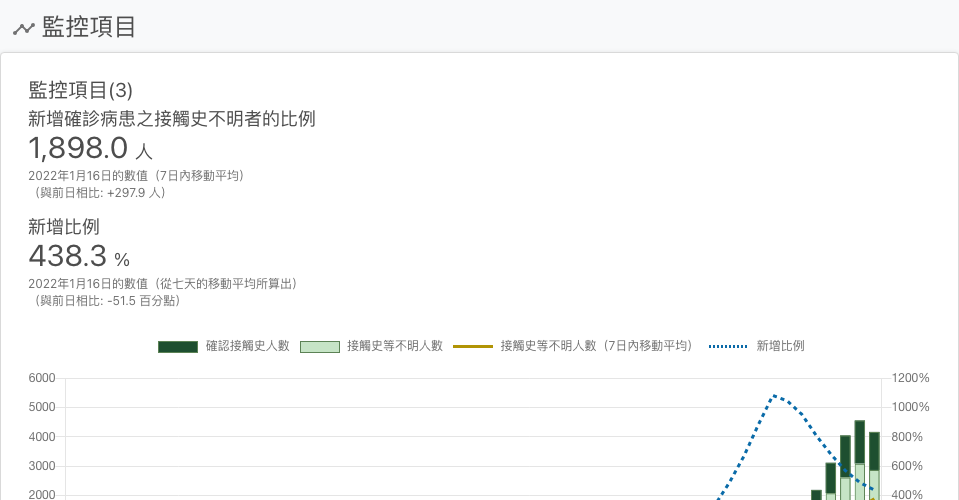 監控項目
監控項目(3)
新增確診病患之接觸史不明者的比例
1,898.0 人
2022年1月16日的數值（7日內移動平均）
（與前日相比: +297.9 人）
新增比例
438.3 %
2022年1月16日的數值（從七天的移動平均所算出）
（與前日相比: -51.5 百分點）
確認接觸史人數 接觸史等不明人數 接觸史等不明人數（7日內移動平均） 新增比例
6000 1200%
5000 1000%
4000 800%
3000 600%
2000 400%